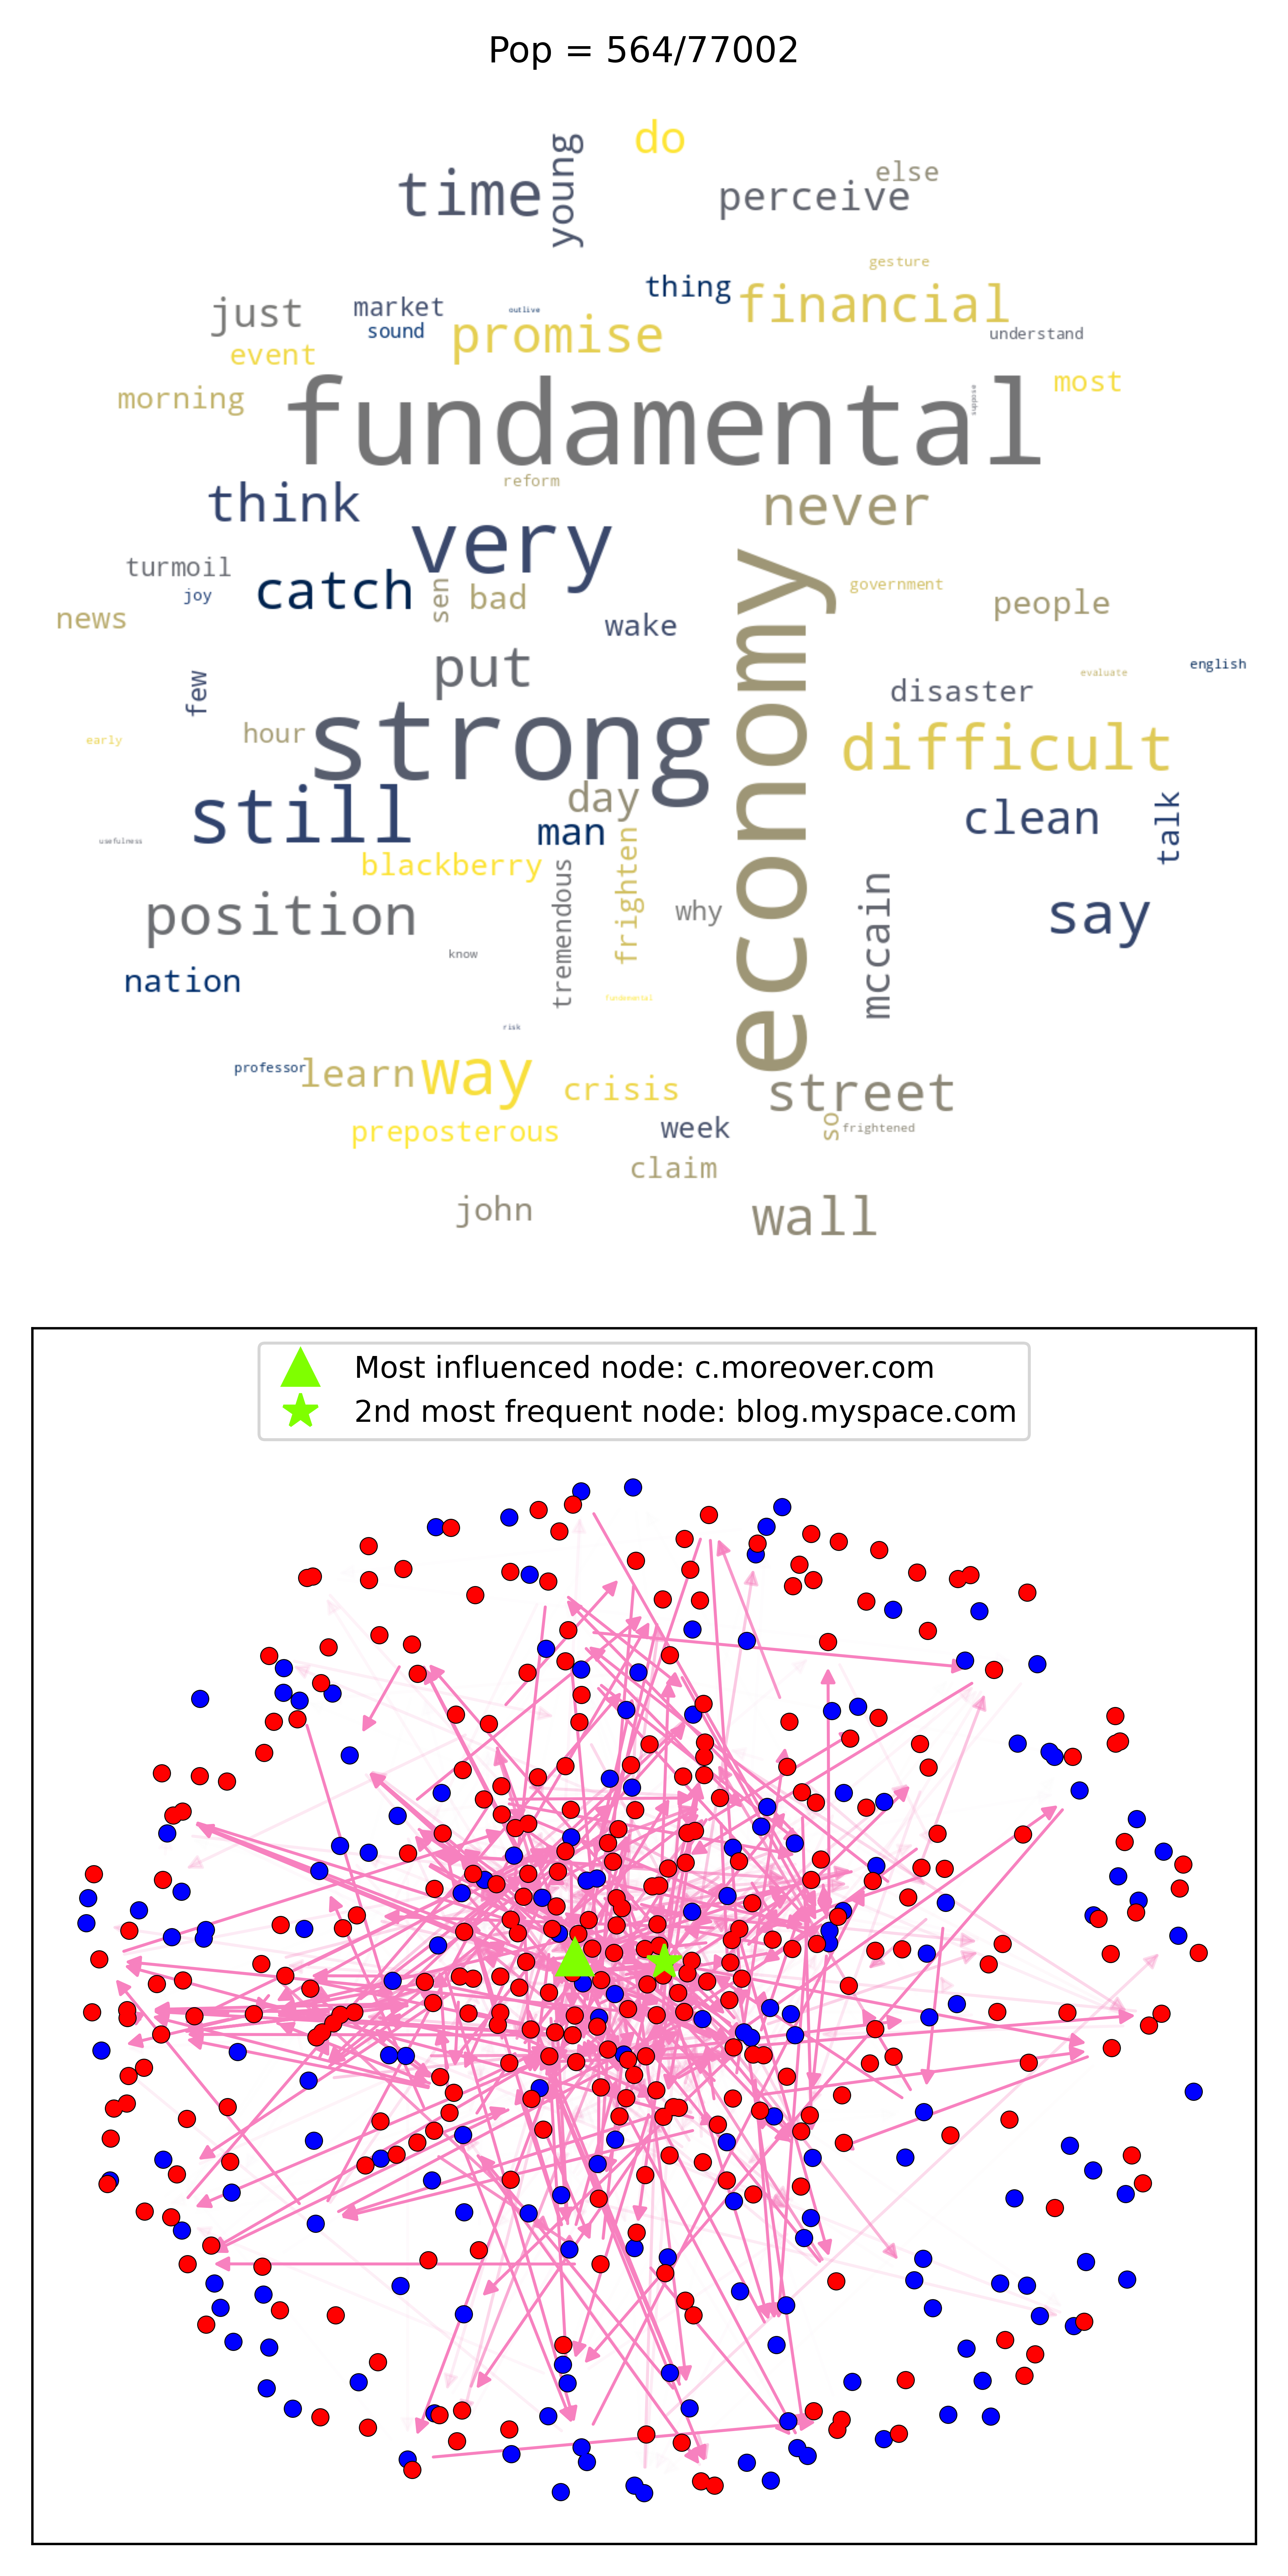 Pop = 564/77002
do
young
time
else
perceive
gesture
thing
financial
just
market
outlive
sound
promise
understand
event
most
morning
suppose
fundamental
reform
think
never
very
turmoil
catch
sen
bad
government
joy
people
news
wake
put
english
few
evaluate
disaster
economy
strong
hour
early
difficult
still
day
man
clean
talk
usefulness
blackberry
frighten
tremendous
why
mccain
position
say
know
nation
fundamental
risk
professor
learn
way
crisis
street
so
preposterous
week
frightened
claim
john
wall
Most influenced node: c.moreover.com
2nd most frequent node: blog.myspace.com